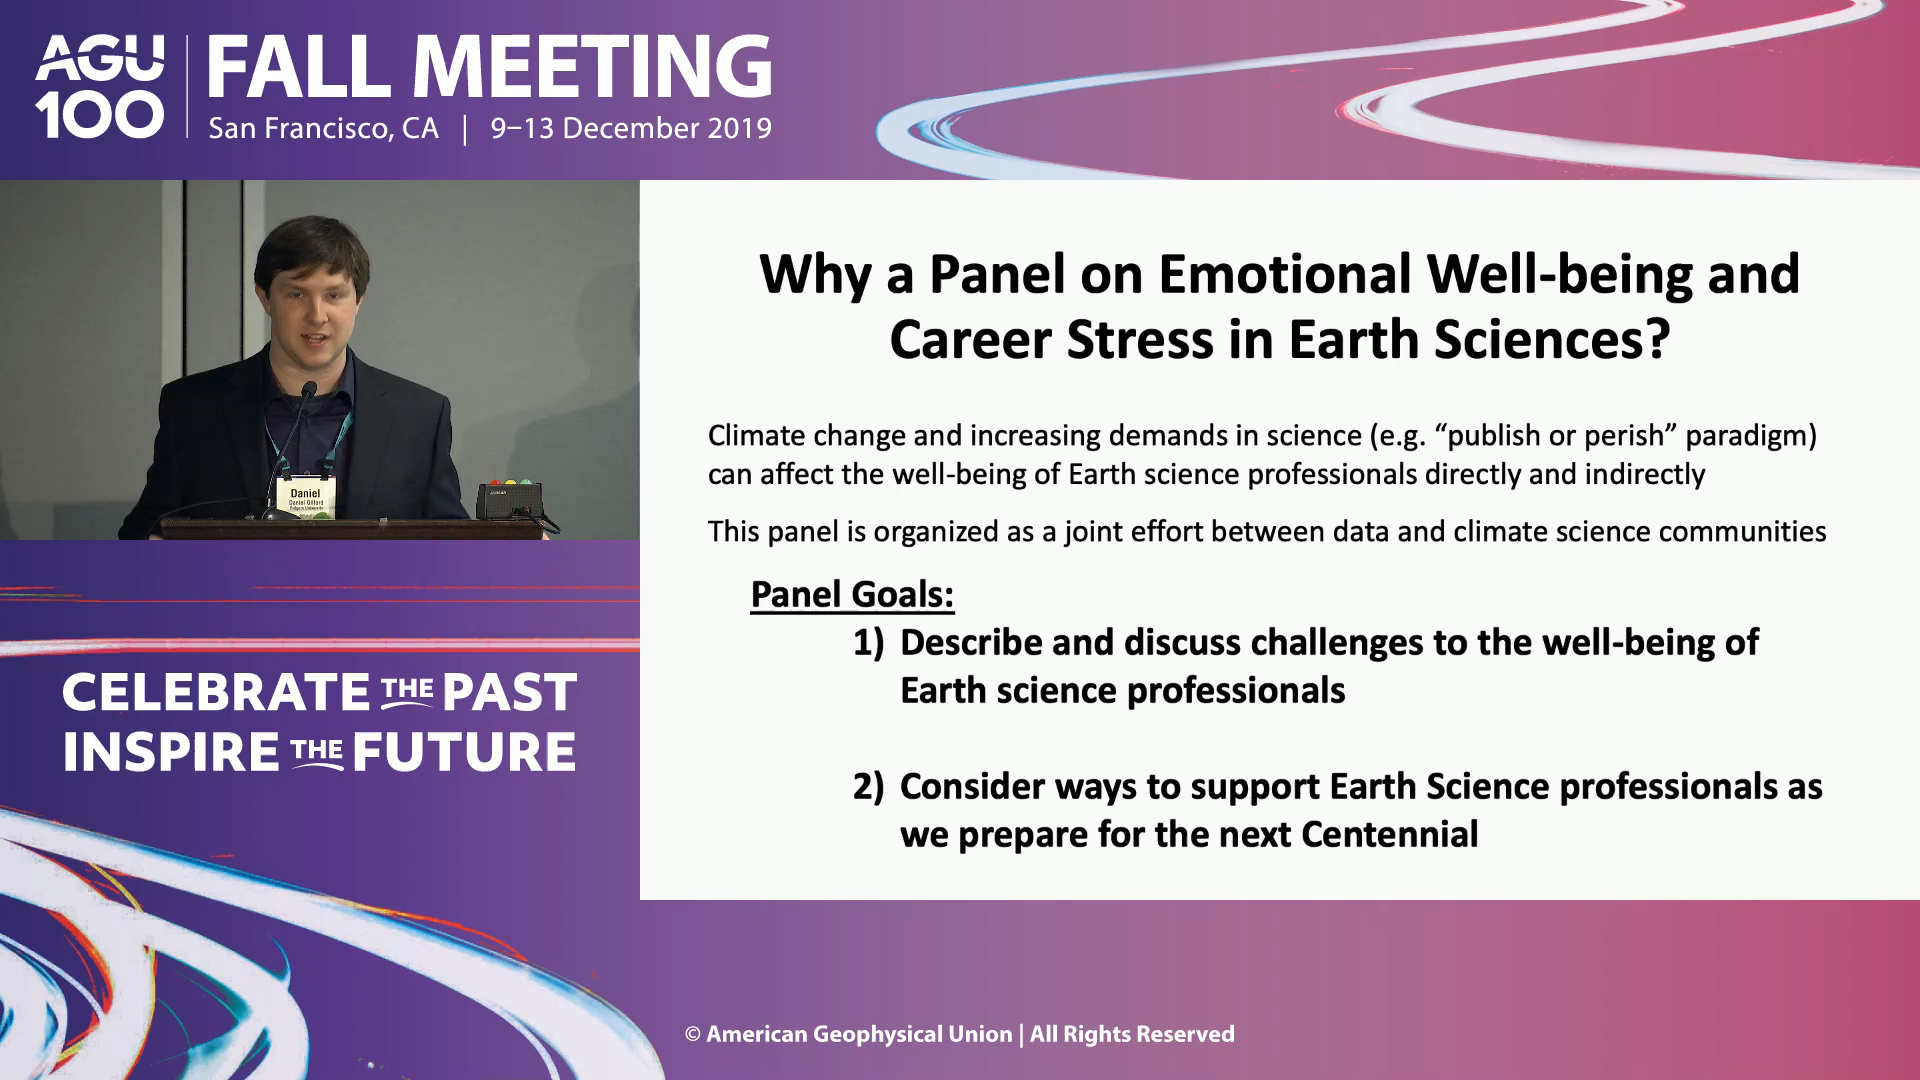 AGU
100
FALL MEETING
San Francisco, CA | 9–13 December 2019
Daniel
Daniel Gilford
Rutgers University
CELEBRATE THE PAST
INSPIRE THE FUTURE
Why a Panel on Emotional Well-being and
Career Stress in Earth Sciences?
Climate change and increasing demands in science (e.g. “publish or perish” paradigm)
can affect the well-being of Earth science professionals directly and indirectly
This panel is organized as a joint effort between data and climate science communities
Panel Goals:
1) Describe and discuss challenges to the well-being of
Earth science professionals
2) Consider ways to support Earth Science professionals as
we prepare for the next Centennial
© American Geophysical Union | All Rights Reserved